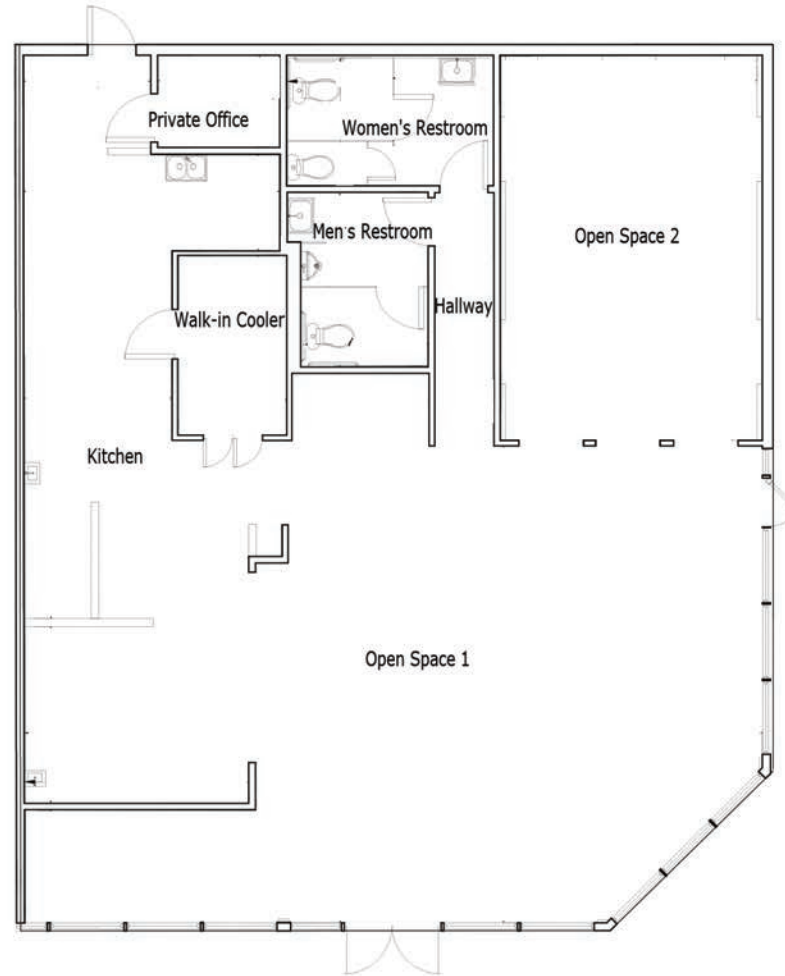 Private Office
Women's Restroom
Men's Restroom
Open Space 2
Hallway
Walk-in Cooler
Kitchen
Open Space 1